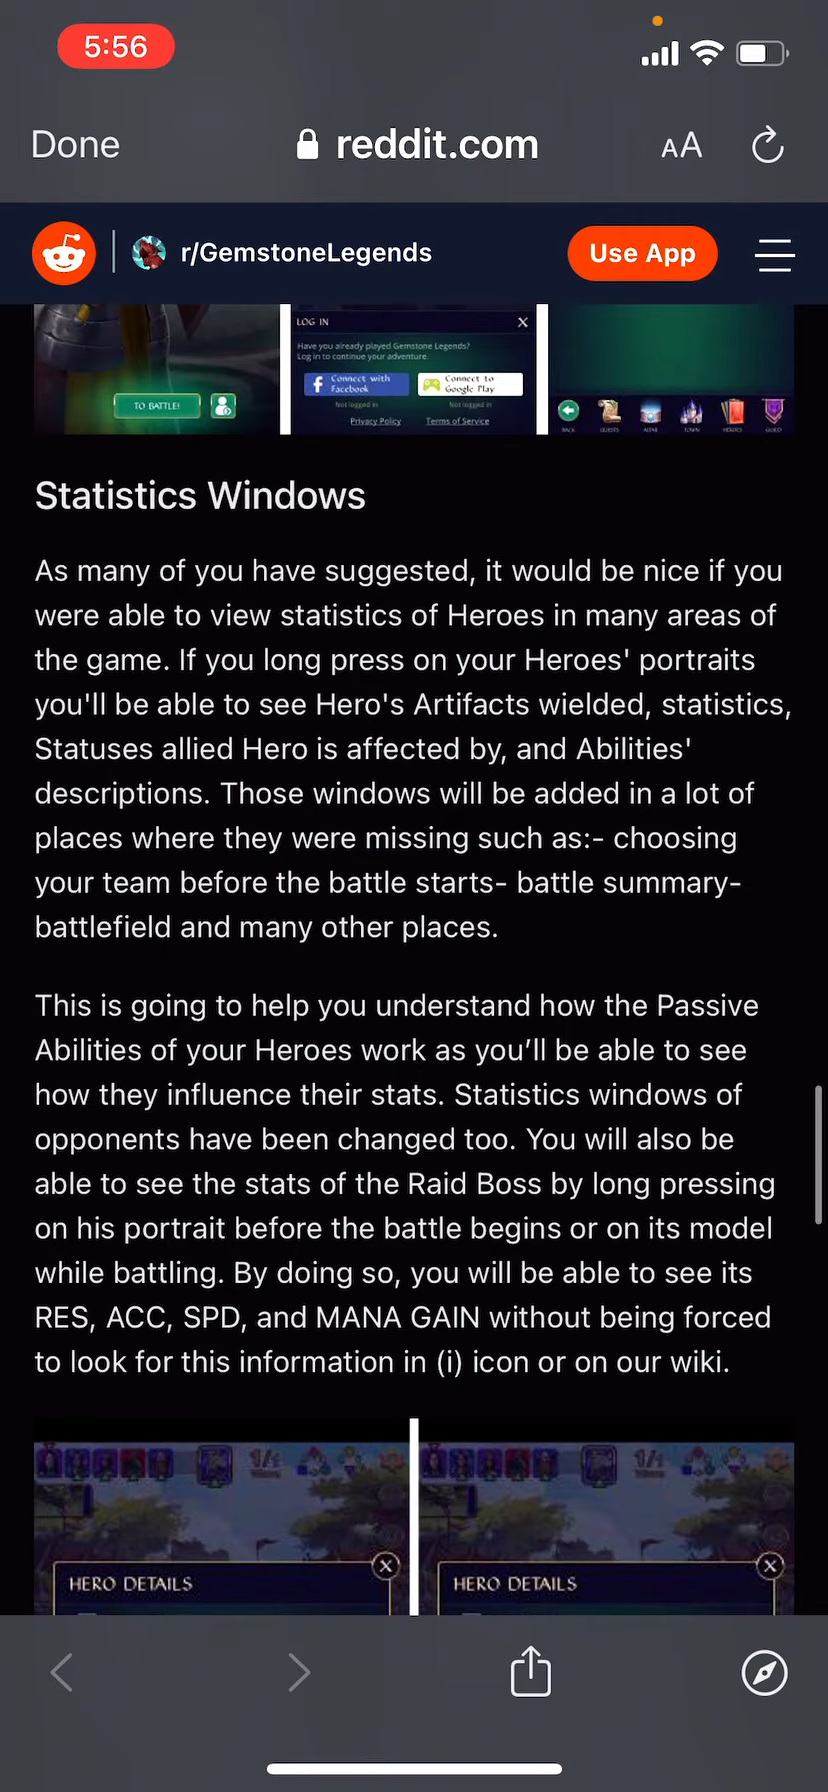 5:56
Done
reddit.com
AA
r/GemstoneLegends
Use App
LOG IN
Have you already played Gemstone Legends?
Log in to continue your adventure.
Connect with
Facebook
Connect to
Google Play
Not logged in
Not logged in
Privacy Policy
Terms of Service
TO BATTLE!
BACK
QUESTS
ALTAR
TOWN
HEROES
GUILD
Statistics Windows
As many of you have suggested, it would be nice if you
were able to view statistics of Heroes in many areas of
the game. If you long press on your Heroes' portraits
you'll be able to see Hero's Artifacts wielded, statistics,
Statuses allied Hero is affected by, and Abilities'
descriptions. Those windows will be added in a lot of
places where they were missing such as:- choosing
your team before the battle starts- battle summary-
battlefield and many other places.
This is going to help you understand how the Passive
Abilities of your Heroes work as you’ll be able to see
how they influence their stats. Statistics windows of
opponents have been changed too. You will also be
able to see the stats of the Raid Boss by long pressing
on his portrait before the battle begins or on its model
while battling. By doing so, you will be able to see its
RES, ACC, SPD, and MANA GAIN without being forced
to look for this information in (i) icon or on our wiki.
1/1
1/1
HERO DETAILS
HERO DETAILS